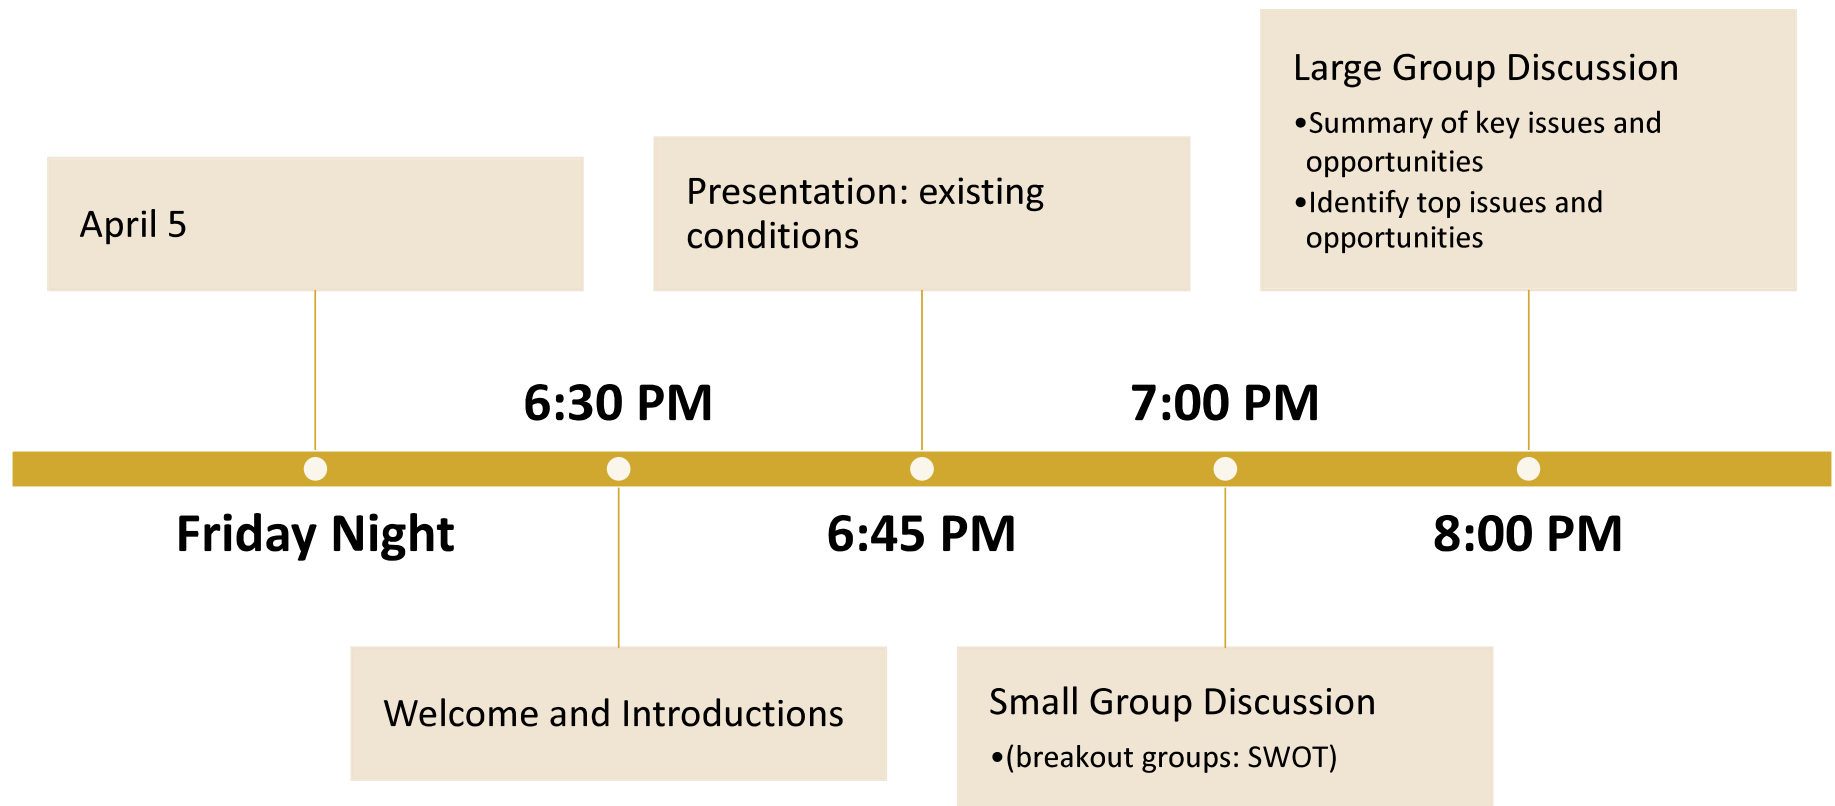 April 5
Friday Night
6:30 PM
Welcome and Introductions
Presentation: existing
conditions
6:45 PM
7:00 PM
Small Group Discussion
•(breakout groups: SWOT)
Large Group Discussion
•Summary of key issues and
opportunities
•Identify top issues and
opportunities
8:00 PM